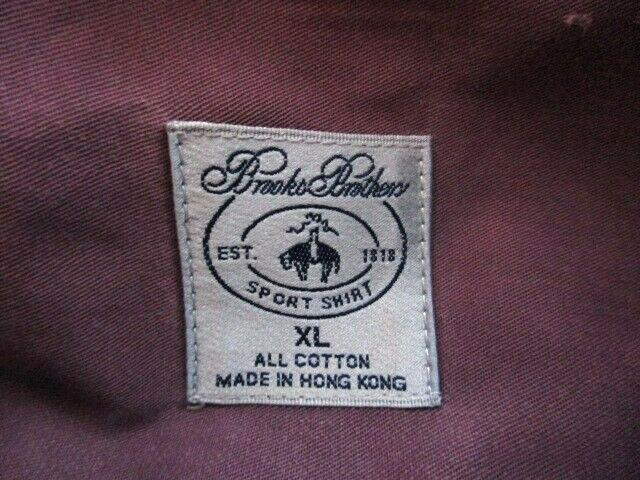 Brooks Brothers
EST. 1818
SPORT SHIRT
XL
ALL COTTON
MADE IN HONG KONG